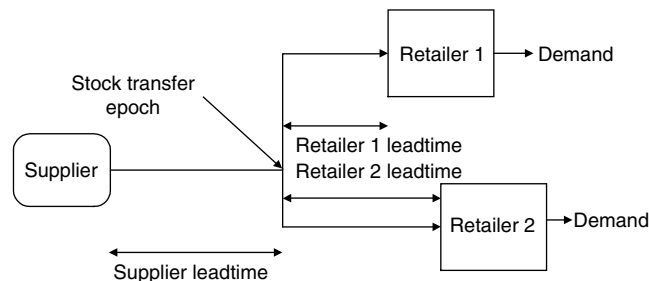 Retailer 1
Demand
Stock transfer
epoch
Retailer 1 leadtime
Retailer 2 leadtime
Supplier
Retailer 2
Demand
Supplier leadtime